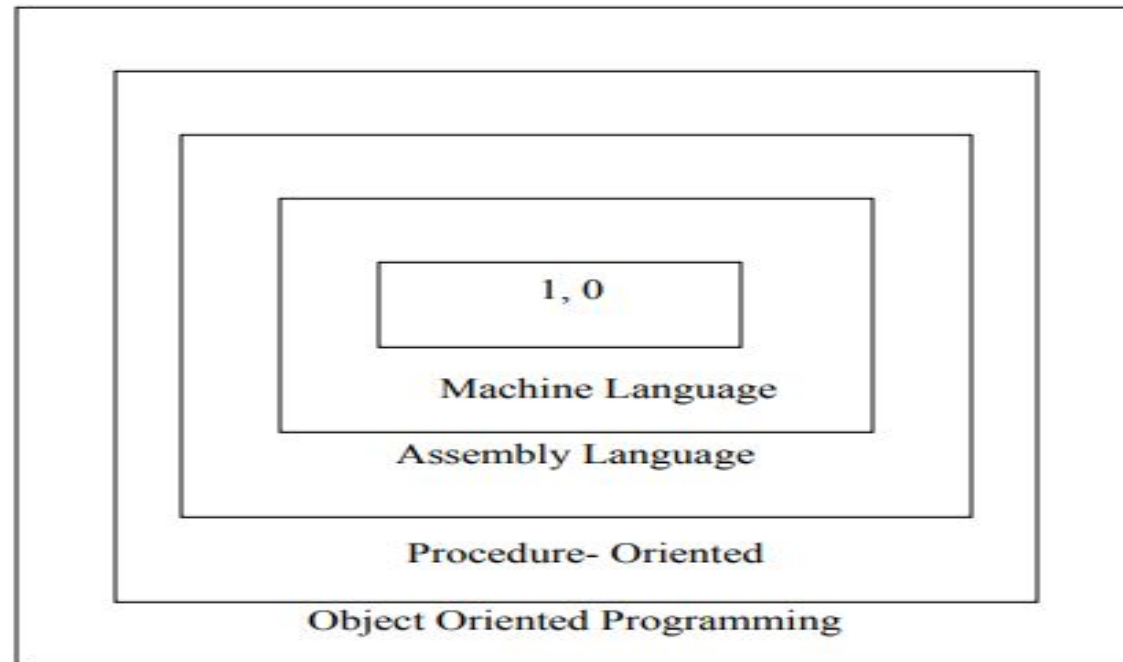 1, 0
Machine Language
Assembly Language
Procedure- Oriented
Object Oriented Programming